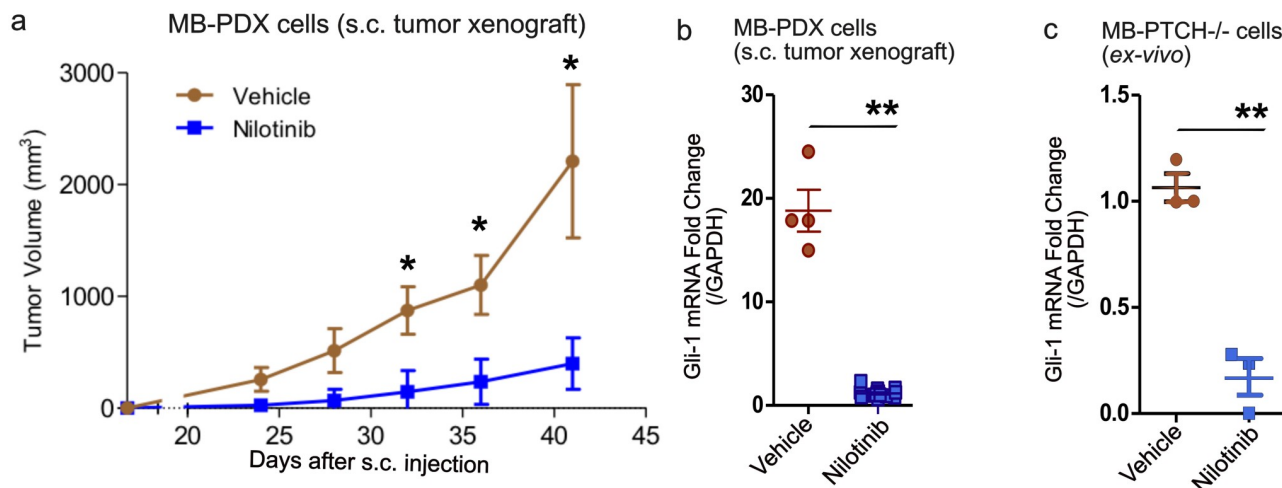 a
MB-PDX cells (s.c. tumor xenograft)
3000
2000
1000
0
Tumor Volume (mm³)
Vehicle
Nilotinib
*
*
*
20
25
30
35
40
45
Days after s.c. injection
b
MB-PDX cells
(s.c. tumor xenograft)
30
20
10
0
Gli-1 mRNA Fold Change
(/GAPDH)
**
Vehicle
Nilotinib
c
MB-PTCH-/- cells
(ex-vivo)
1.5
1.0
0.5
0.0
Gli-1 mRNA Fold Change
(/GAPDH)
**
Vehicle
Nilotinib